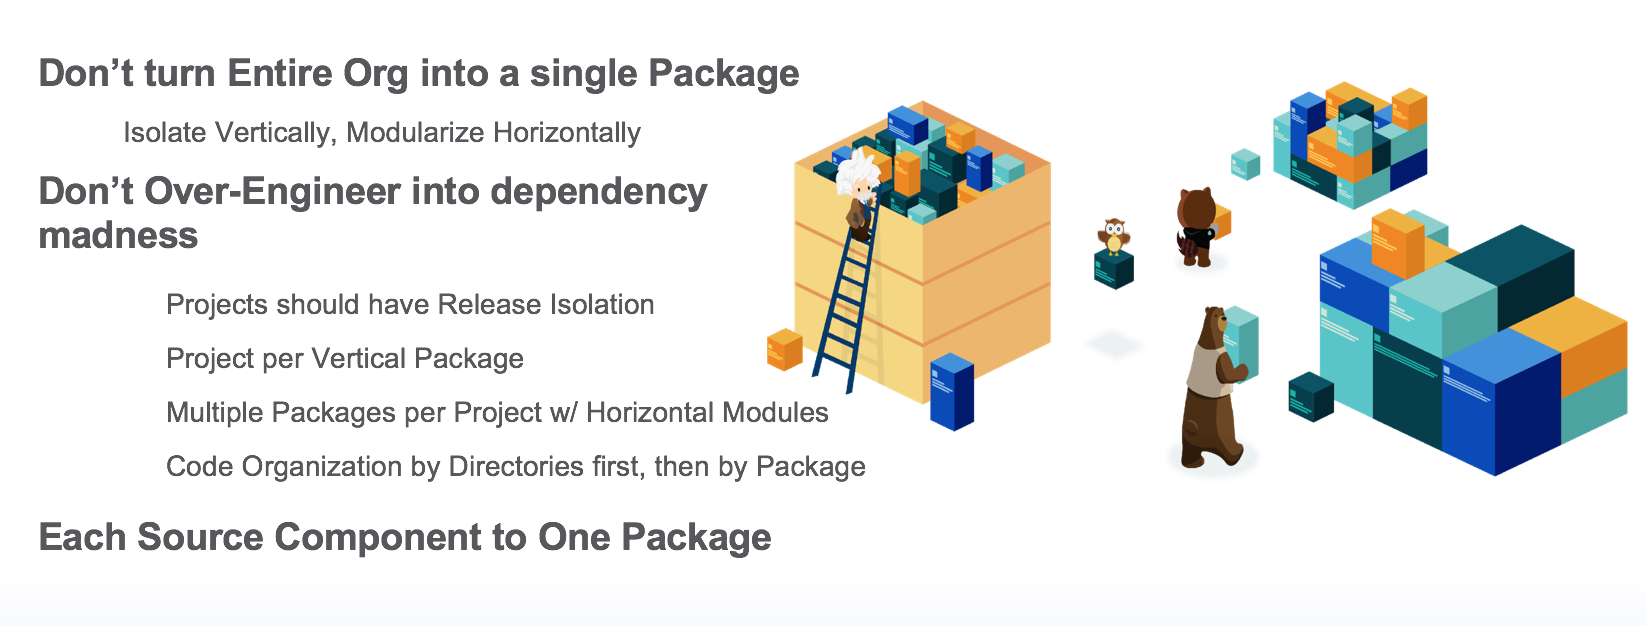 Don’t turn Entire Org into a single Package
Isolate Vertically, Modularize Horizontally
Don’t Over-Engineer into dependency
madness
Projects should have Release Isolation
Project per Vertical Package
Multiple Packages per Project w/ Horizontal Modules
Code Organization by Directories first, then by Package
Each Source Component to One Package